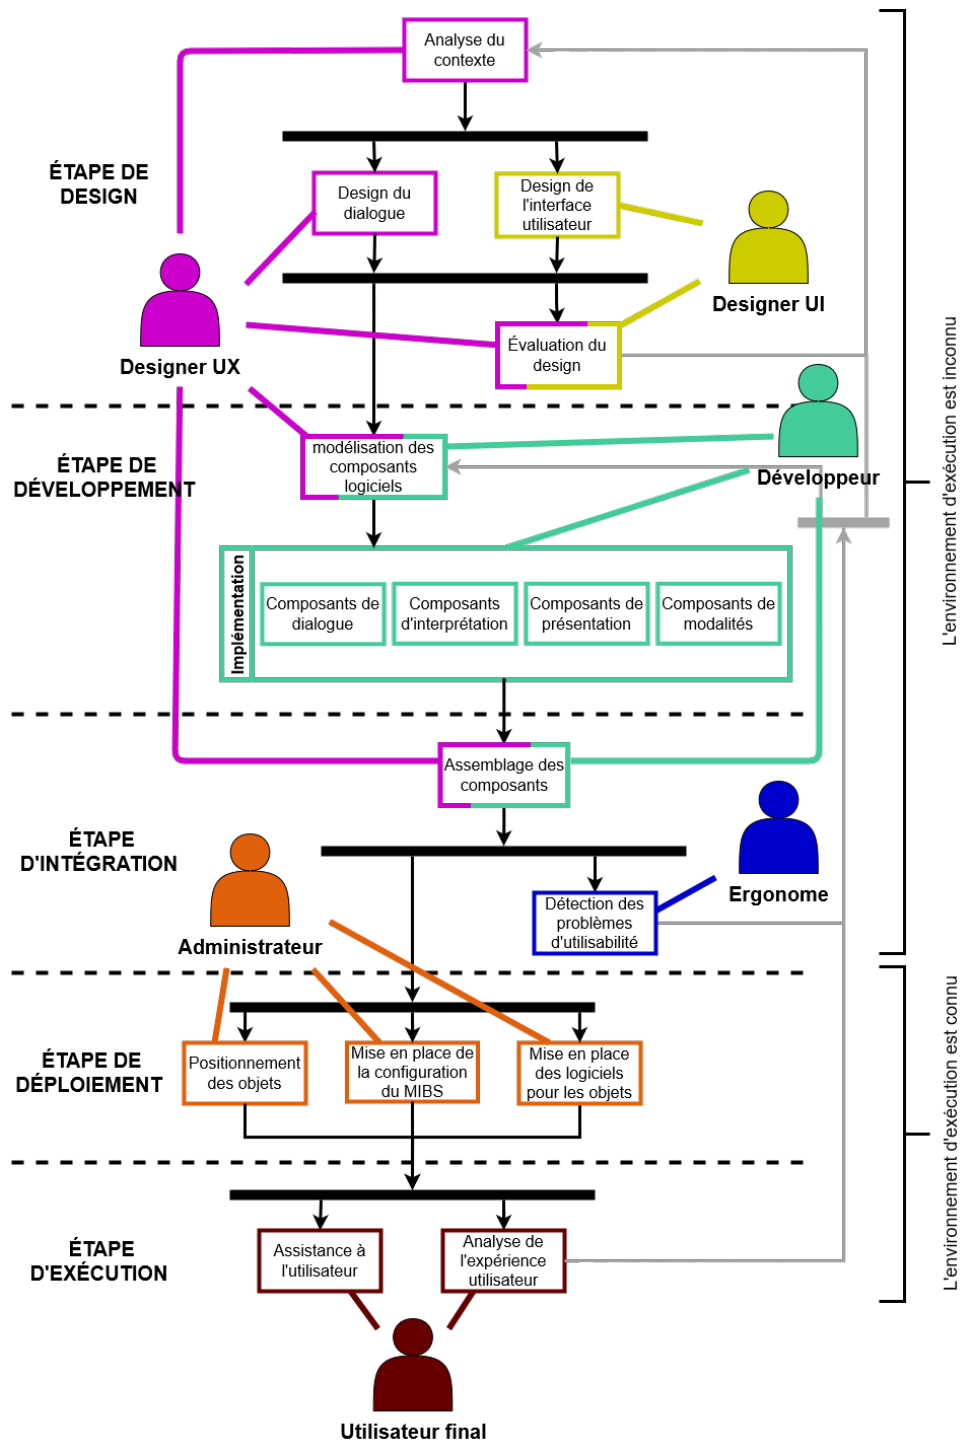 Analyse du
contexte
ÉTAPE DE
DESIGN
Design du
dialogue
Design de
l'interface
utilisateur
Designer UI
Designer UX
Évaluation du
design
L'environnement d'exécution est inconnu
ÉTAPE DE
DÉVELOPPEMENT
modélisation des
composants
logiciels
Développeur
Implémentation
Composants de
dialogue
Composants
d'interprétation
Composants de
présentation
Composants de
modalités
Assemblage des
composants
ÉTAPE
D'INTÉGRATION
Administrateur
Détection des
problèmes
d'utilisabilité
Ergonome
ÉTAPE DE
DÉPLOIEMENT
Positionnement
des objets
Mise en place de
la configuration
du MIBS
Mise en place
des logiciels
pour les objets
L'environnement d'exécution est connu
ÉTAPE
D'EXÉCUTION
Assistance à
l'utilisateur
Analyse de
l'expérience
utilisateur
Utilisateur final